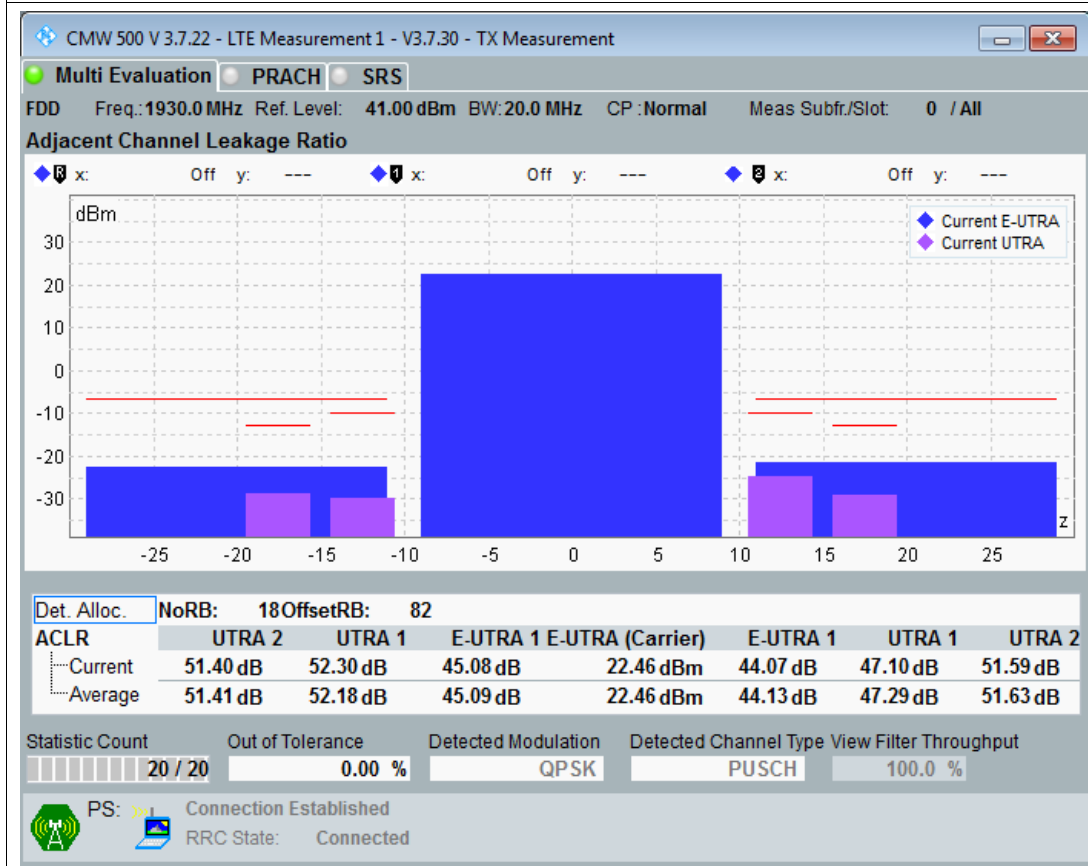 CMW 500 V 3.7.22 - LTE Measurement 1 - V3.7.30 - TX Measurement
Multi Evaluation PRACH SRS
FDD Freq.: 1930.0 MHz Ref. Level: 41.00 dBm BW: 20.0 MHz CP : Normal Meas Subfr./Slot: 0 / All
Adjacent Channel Leakage Ratio
R x: Off y: --- 1 x: Off y: --- 2 x: Off y: ---
dBm
Current E-UTRA
Current UTRA
30
20
10
0
-10
-20
-30
z
-25 -20 -15 -10 -5 0 5 10 15 20 25
Det. Alloc. NoRB: 18 OffsetRB: 82
ACLR UTRA 2 UTRA 1 E-UTRA 1 E-UTRA (Carrier) E-UTRA 1 UTRA 1 UTRA 2
Current 51.40 dB 52.30 dB 45.08 dB 22.46 dBm 44.07 dB 47.10 dB 51.59 dB
Average 51.41 dB 52.18 dB 45.09 dB 22.46 dBm 44.13 dB 47.29 dB 51.63 dB
Statistic Count Out of Tolerance Detected Modulation Detected Channel Type View Filter Throughput
20 / 20 0.00 % QPSK PUSCH 100.0 %
PS: Connection Established
RRC State: Connected